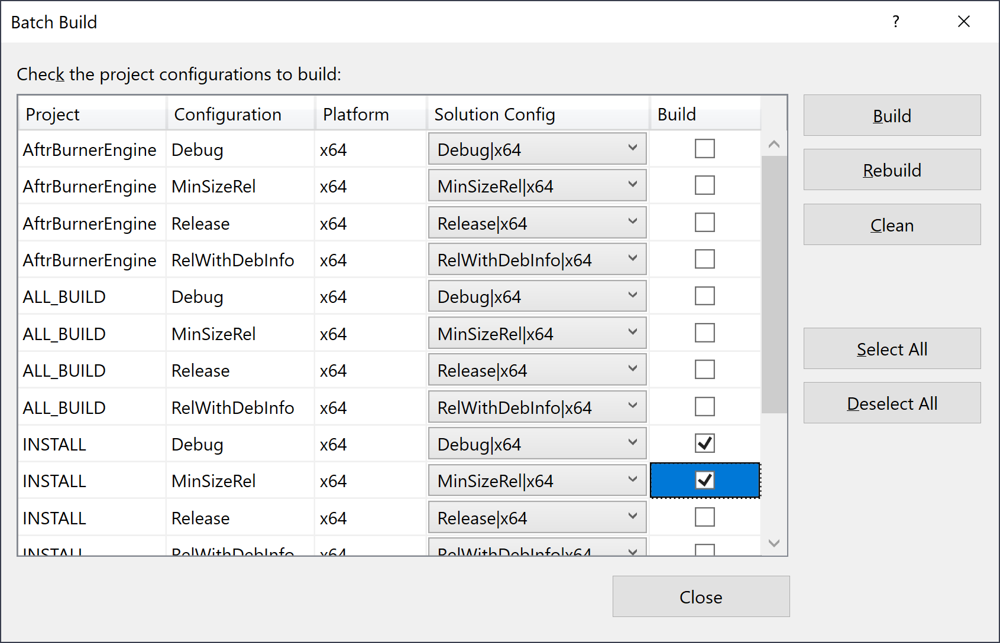 Batch Build ?
Check the project configurations to build:
Project Configuration Platform Solution Config Build
AftrBurnerEngine Debug x64 Debug|x64
AftrBurnerEngine MinSizeRel x64 MinSizeRel|x64
AftrBurnerEngine Release x64 Release|x64
AftrBurnerEngine RelWithDebInfo x64 RelWithDebInfo|x64
ALL_BUILD Debug x64 Debug|x64
ALL_BUILD MinSizeRel x64 MinSizeRel|x64
ALL_BUILD Release x64 Release|x64
ALL_BUILD RelWithDebInfo x64 RelWithDebInfo|x64
INSTALL Debug x64 Debug|x64
INSTALL MinSizeRel x64 MinSizeRel|x64
INSTALL Release x64 Release|x64
INSTALL RelWithDebInfo x64 RelWithDebInfo|x64
Build
Rebuild
Clean
Select All
Deselect All
Close